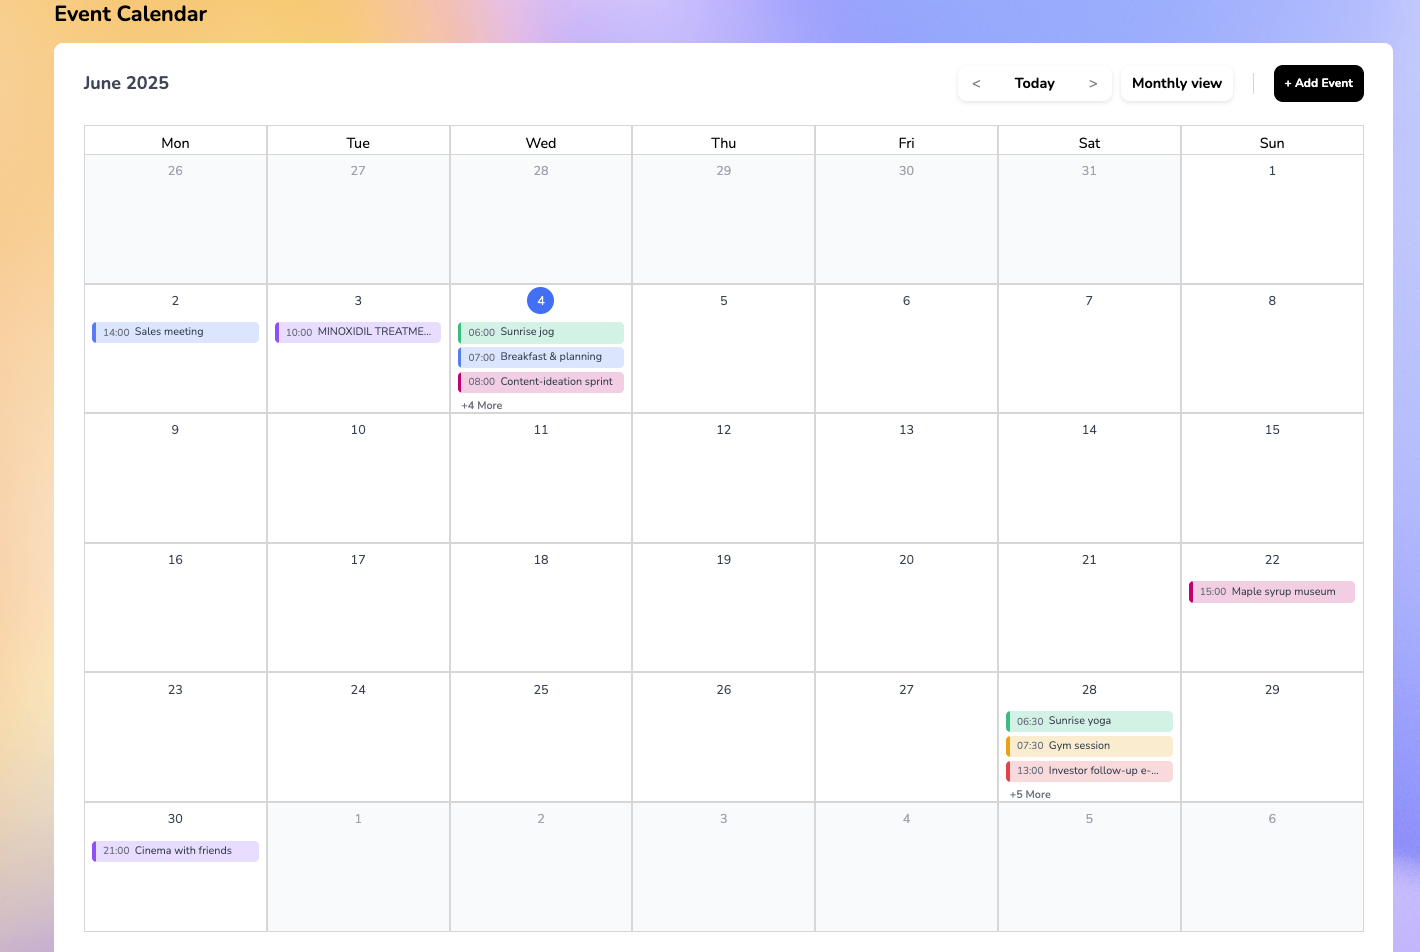 Event Calendar
June 2025
< Today > Monthly view + Add Event
Mon Tue Wed Thu Fri Sat Sun
26 27 28 29 30 31 1
2 3 4 5 6 7 8
14:00 Sales meeting
10:00 MINOXIDIL TREATME...
06:00 Sunrise jog
07:00 Breakfast & planning
08:00 Content-ideation sprint
+4 More
9 10 11 12 13 14 15
16 17 18 19 20 21 22
15:00 Maple syrup museum
23 24 25 26 27 28 29
06:30 Sunrise yoga
07:30 Gym session
13:00 Investor follow-up e-...
+5 More
30 1 2 3 4 5 6
21:00 Cinema with friends